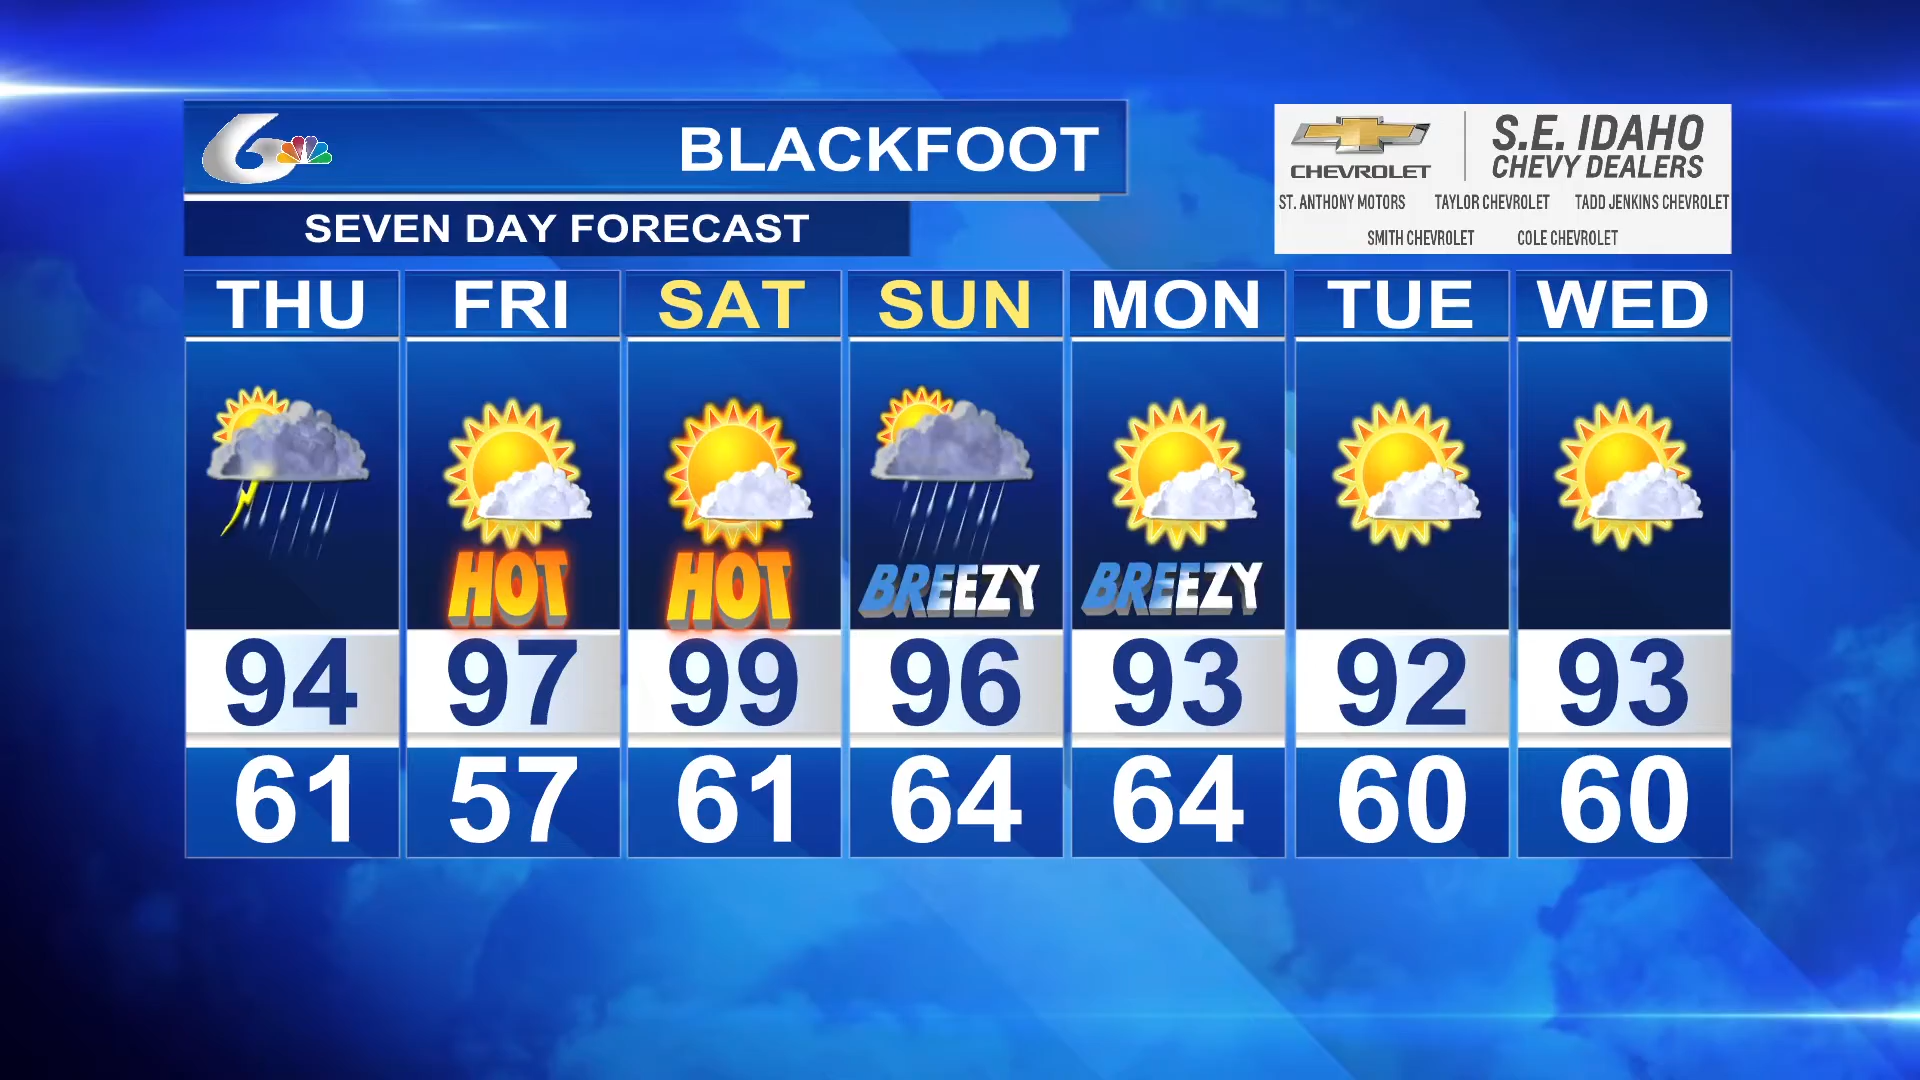 6
BLACKFOOT
SEVEN DAY FORECAST
CHEVROLET
S.E. IDAHO
CHEVY DEALERS
ST. ANTHONY MOTORS TAYLOR CHEVROLET TADD JENKINS CHEVROLET
SMITH CHEVROLET COLE CHEVROLET
THU FRI SAT SUN MON TUE WED
HOT HOT BREEZY BREEZY
94 97 99 96 93 92 93
61 57 61 64 64 60 60